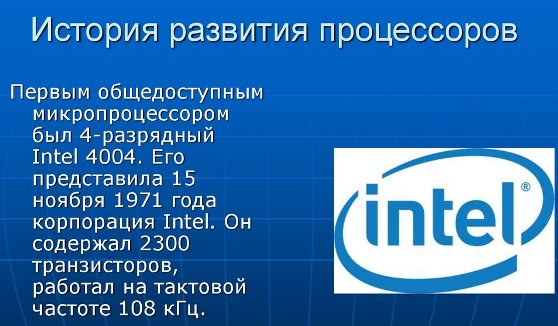 История развития процессоров
Первым общедоступным
микропроцессором
был 4-разрядный
Intel 4004. Его
представила 15
ноября 1971 года
корпорация Intel. Он
содержал 2300
транзисторов,
работал на тактовой
частоте 108 кГц.
intel®